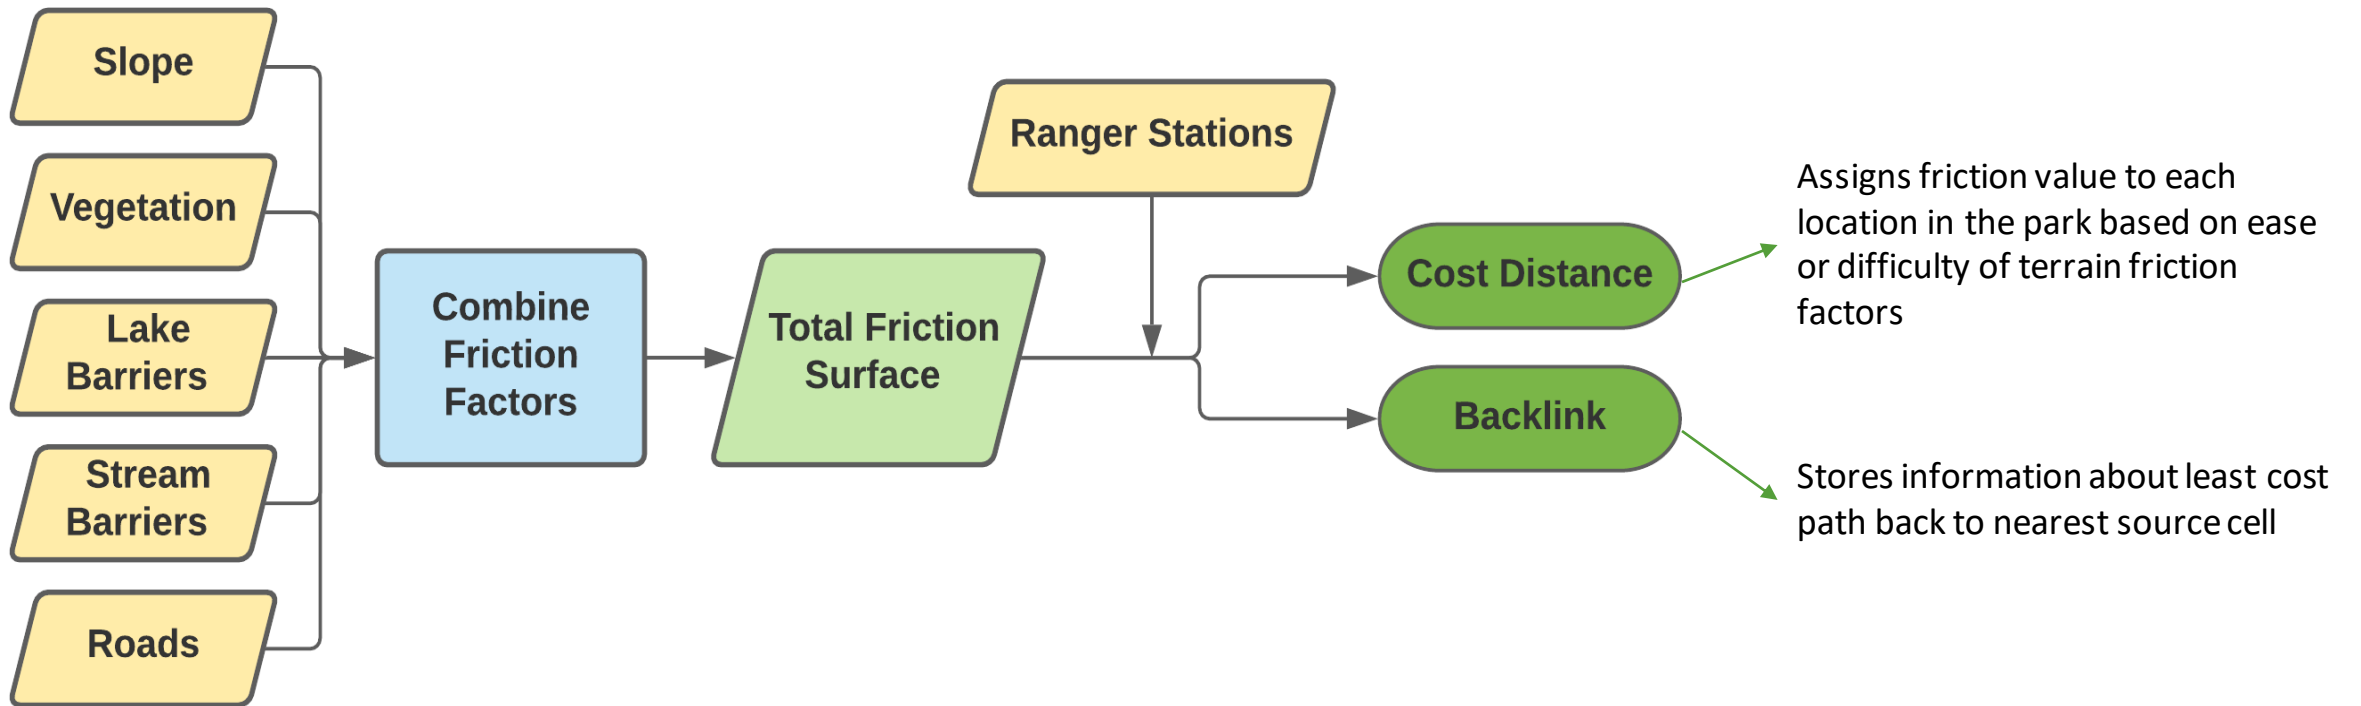 Slope
Vegetation
Lake
Barriers
Stream
Barriers
Roads
Combine
Friction
Factors
Total Friction
Surface
Ranger Stations
Cost Distance
Backlink
Assigns friction value to each
location in the park based on ease
or difficulty of terrain friction
factors
Stores information about least cost
path back to nearest source cell